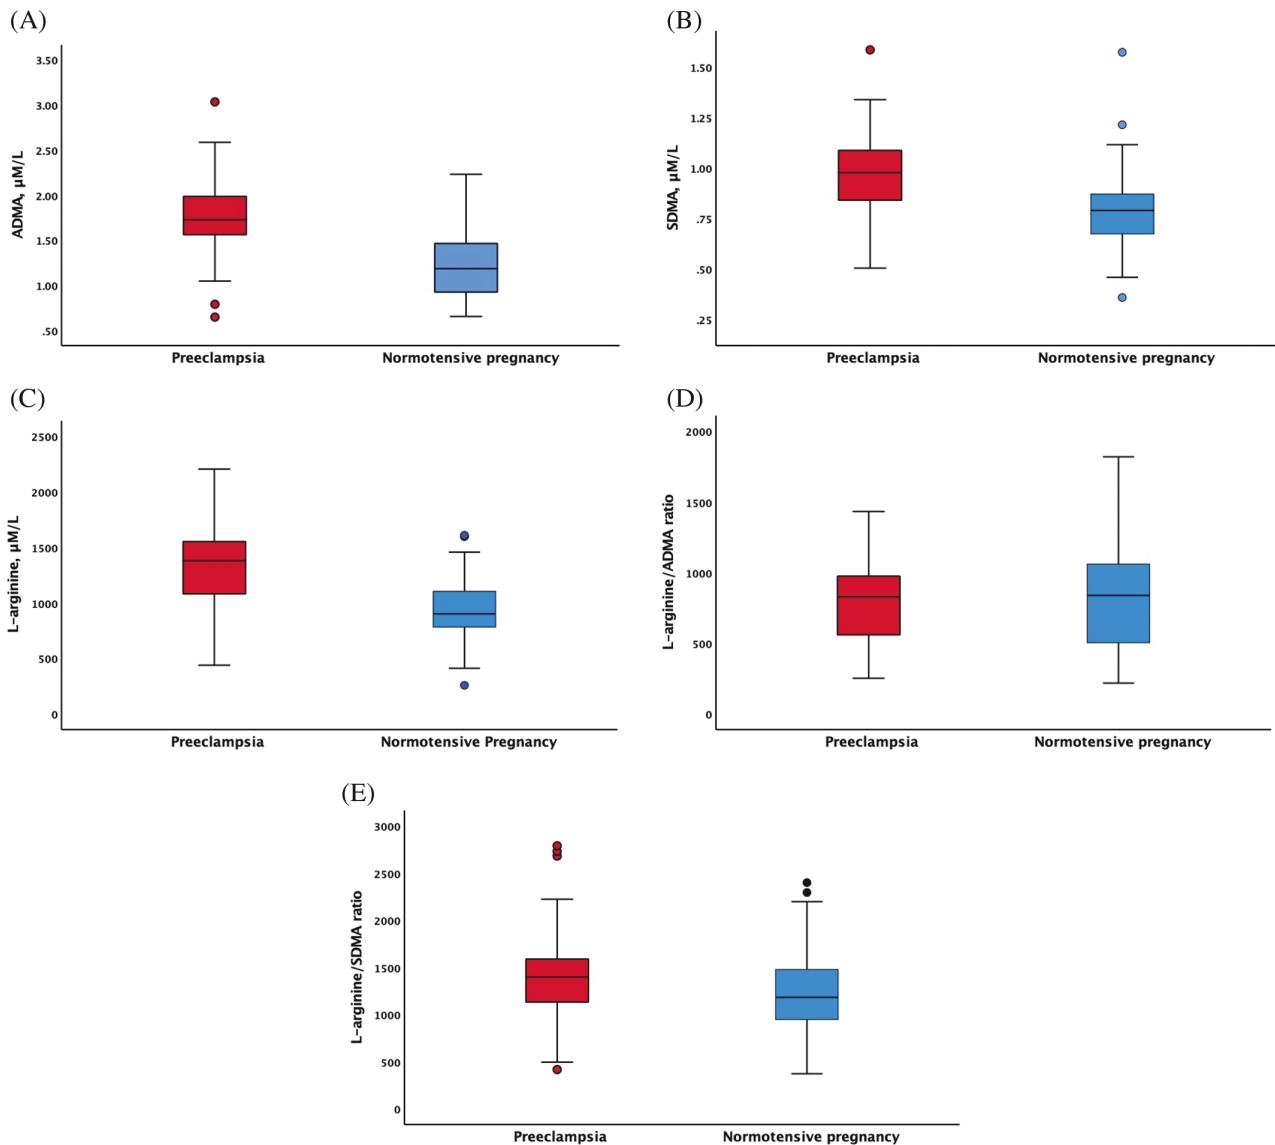 (A)
ADMA, μM/L
3.50
3.00
2.50
2.00
1.50
1.00
.50
Preeclampsia
Normotensive pregnancy
(B)
SDMA, μM/L
1.50
1.25
1.00
.75
.50
.25
Preeclampsia
Normotensive pregnancy
(C)
L-arginine, μM/L
2500
2000
1500
1000
500
0
Preeclampsia
Normotensive Pregnancy
(D)
L-arginine/ADMA ratio
2000
1500
1000
500
0
Preeclampsia
Normotensive pregnancy
(E)
L-arginine/SDMA ratio
3000
2500
2000
1500
1000
500
0
Preeclampsia
Normotensive pregnancy